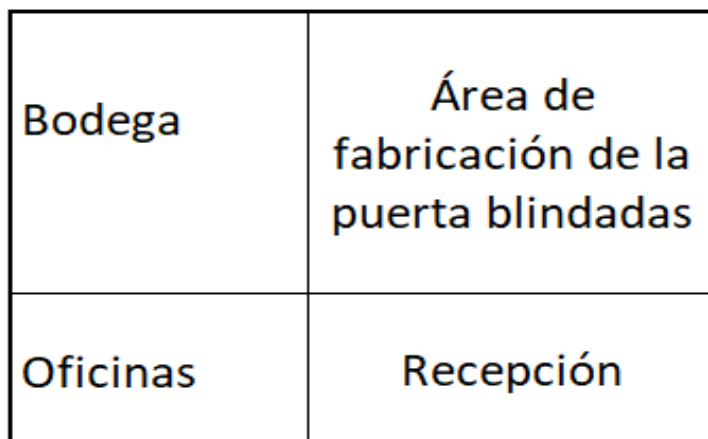 Bodega
Área de
fabricación de la
puerta blindadas
Oficinas
Recepción